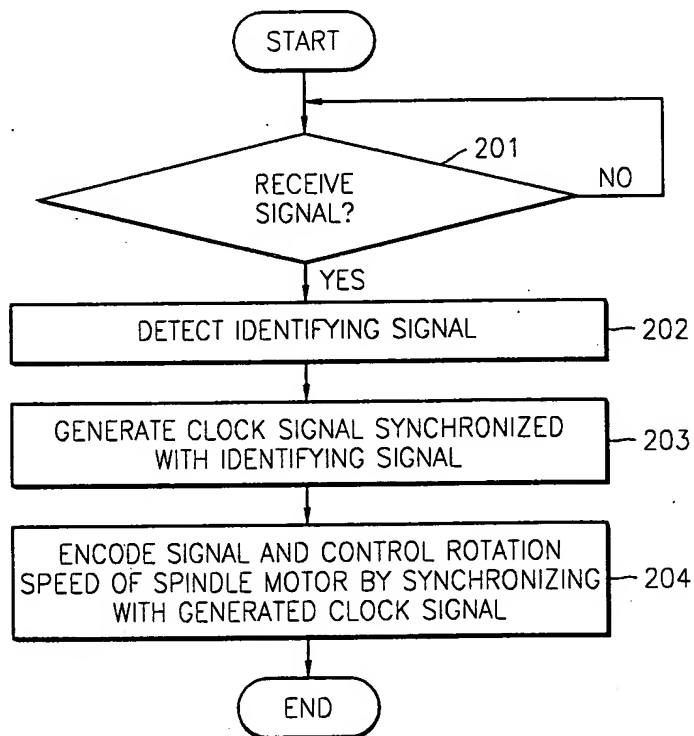 START
201
RECEIVE
SIGNAL?
NO
YES
DETECT IDENTIFYING SIGNAL
202
GENERATE CLOCK SIGNAL SYNCHRONIZED
WITH IDENTIFYING SIGNAL
203
ENCODE SIGNAL AND CONTROL ROTATION
SPEED OF SPINDLE MOTOR BY SYNCHRONIZING
WITH GENERATED CLOCK SIGNAL
204
END